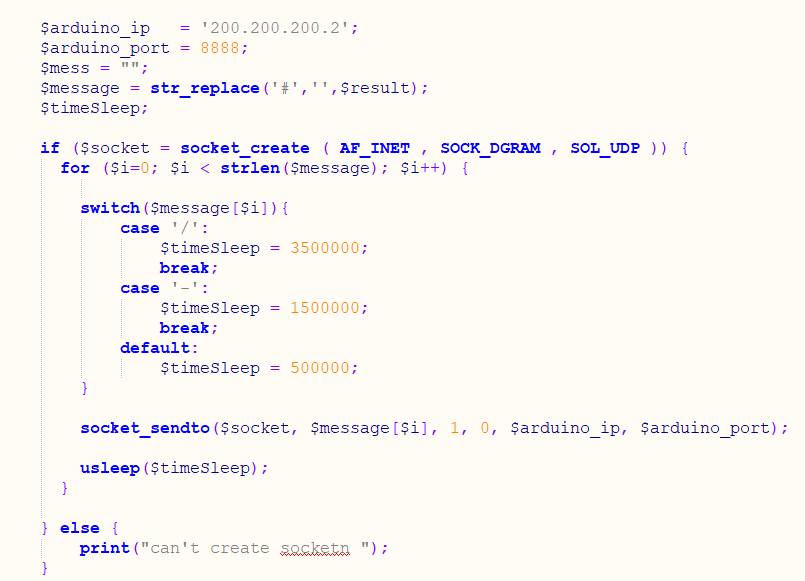 $arduino_ip   = '200.200.200.2';
$arduino_port = 8888;
$mess = "";
$message = str_replace('#','',$result);
$timeSleep;
if ($socket = socket_create ( AF_INET , SOCK_DGRAM , SOL_UDP )) {
for ($i=0; $i < strlen($message); $i++) {
switch($message[$i]){
case '/':
$timeSleep = 3500000;
break;
case '-':
$timeSleep = 1500000;
break;
default:
$timeSleep = 500000;
}
socket_sendto($socket, $message[$i], 1, 0, $arduino_ip, $arduino_port);
usleep($timeSleep);
}
} else {
print("can't create socketn ");
}